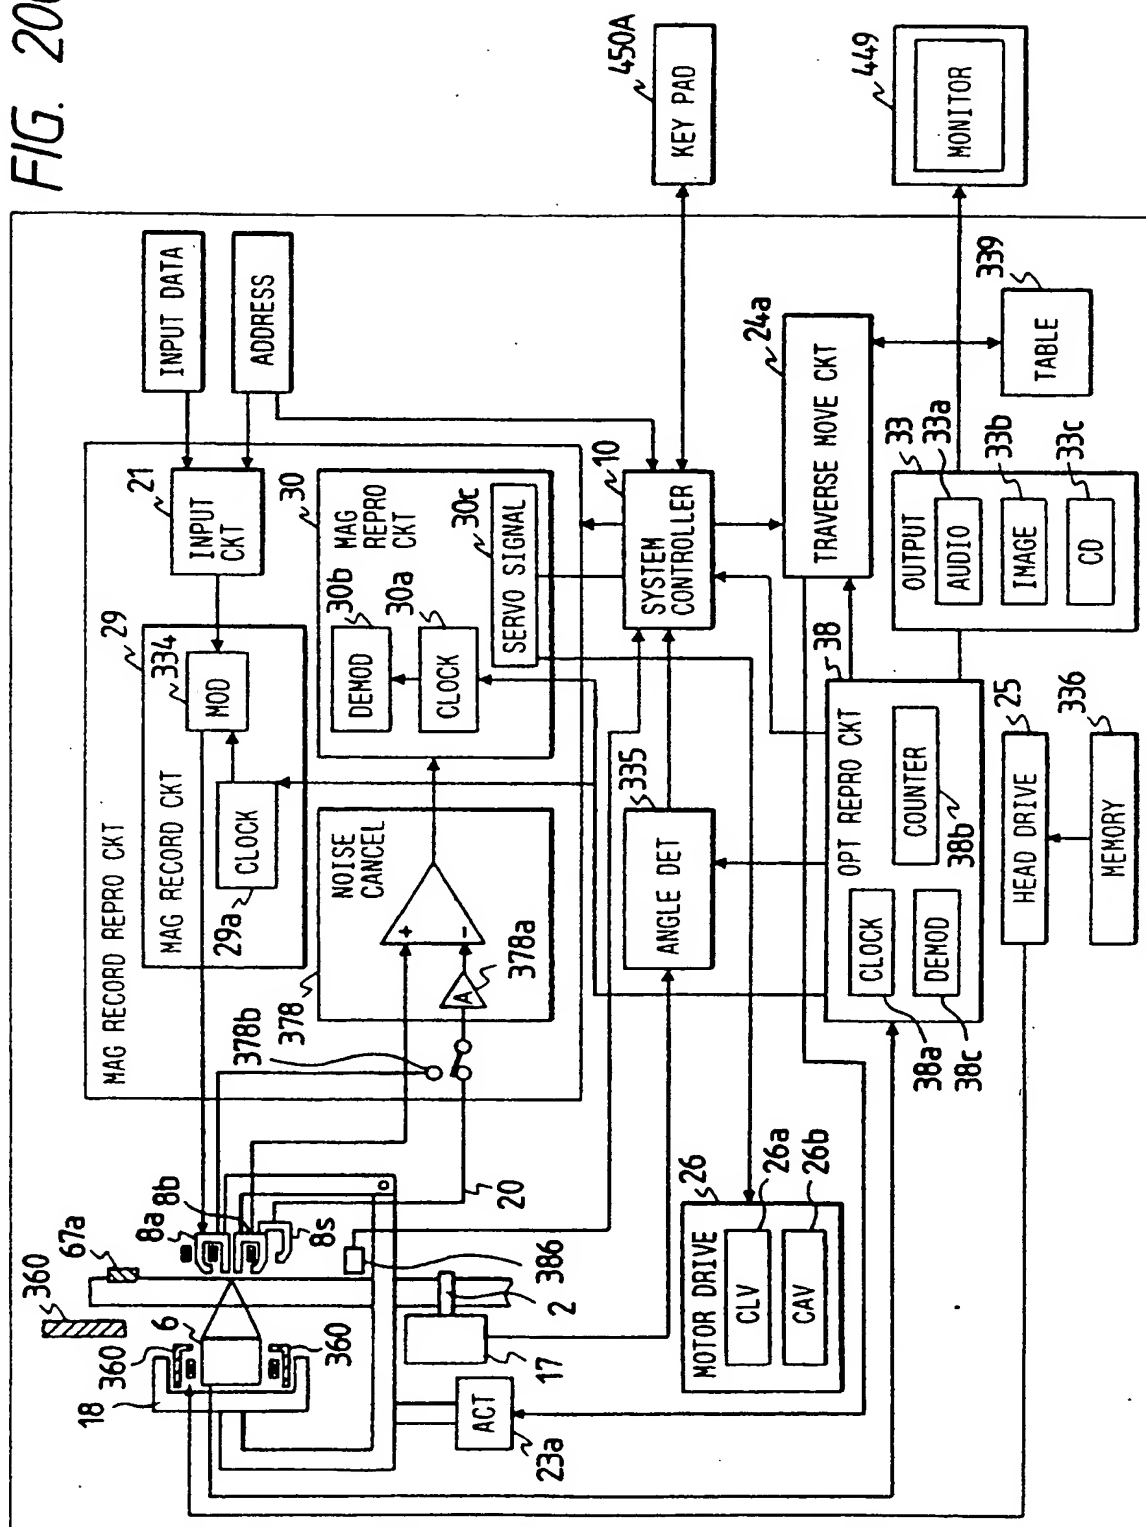 FIG. 20
INPUT DATA
ADDRESS
450A
KEY PAD
449
MONITOR
MAG RECORD REPRO CKT
29
334
MAG RECORD CKT
MOD
CLOCK
29a
21
INPUT
CKT
30
MAG
REPRO
CKT
30b
DEMOD
30a
CLOCK
30c
SERVO SIGNAL
NOISE
CANCEL
+
-
A
378a
378
378b
10
SYSTEM
CONTROLLER
24a
TRAVERSE MOVE CKT
339
TABLE
33
OUTPUT
33a
AUDIO
33b
IMAGE
33c
CD
335
ANGLE DET
38
OPT REPRO CKT
COUNTER
38b
CLOCK
38a
DEMOD
38c
25
HEAD DRIVE
336
MEMORY
67a
8a
8b
8s
20
360
6
360
360
18
386
2
17
ACT
23a
26
MOTOR DRIVE
26a
CLV
26b
CAV